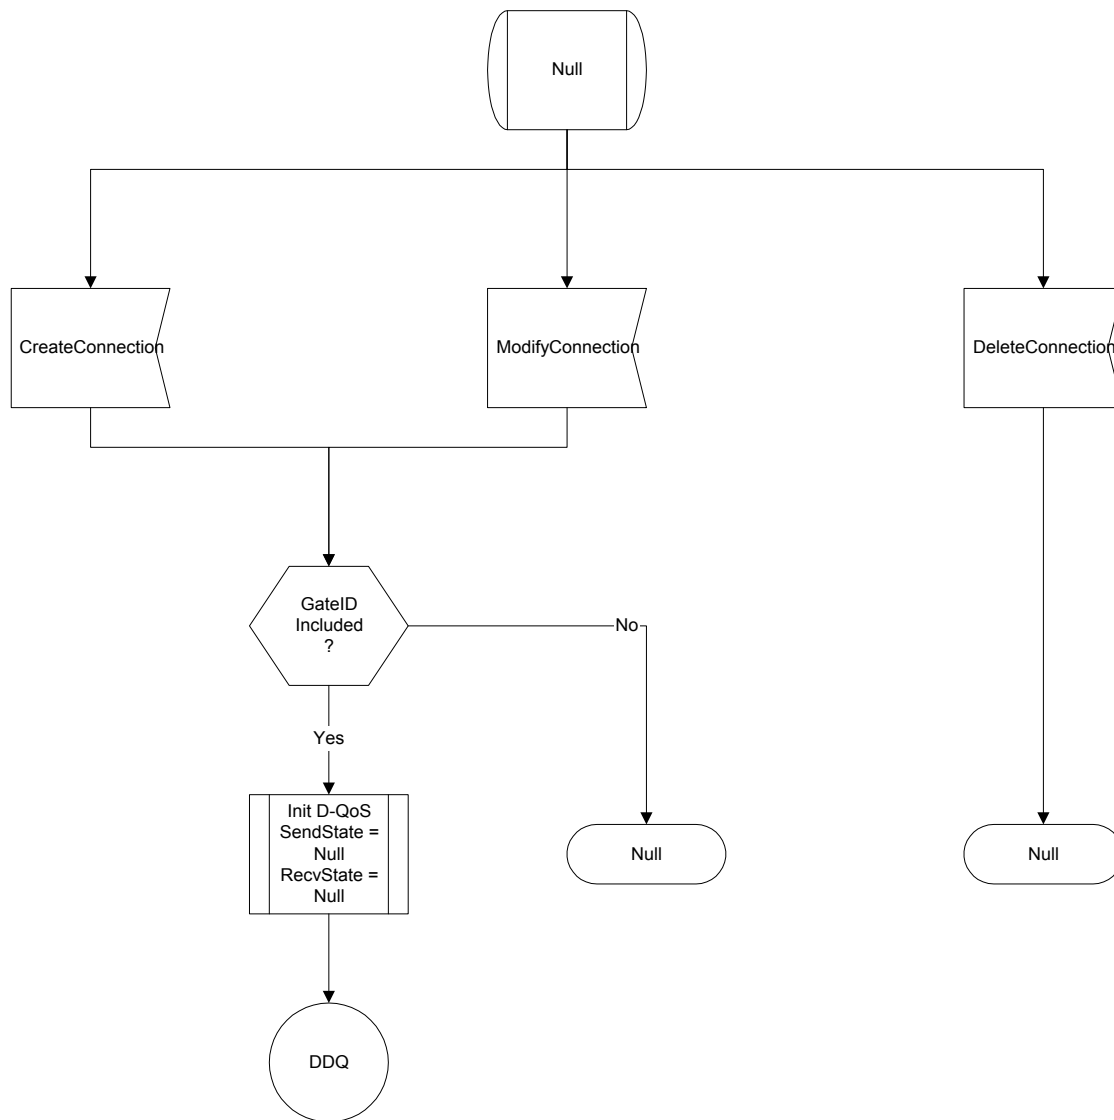 Null
CreateConnection
ModifyConnection
DeleteConnection
GateID
Included
?
No
Yes
Init D-QoS
SendState =
Null
RecvState =
Null
Null
Null
DDQ